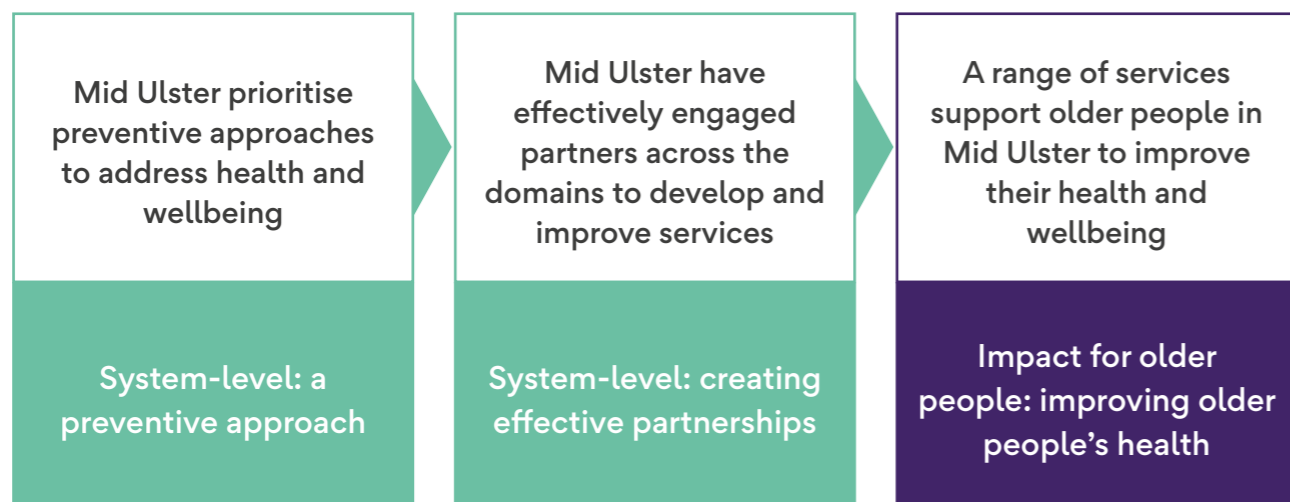 Mid Ulster prioritise
preventive approaches
to address health and
wellbeing
System-level: a
preventive approach
Mid Ulster have
effectively engaged
partners across the
domains to develop and
improve services
System-level: creating
effective partnerships
A range of services
support older people in
Mid Ulster to improve
their health and
wellbeing
Impact for older
people: improving older
people’s health